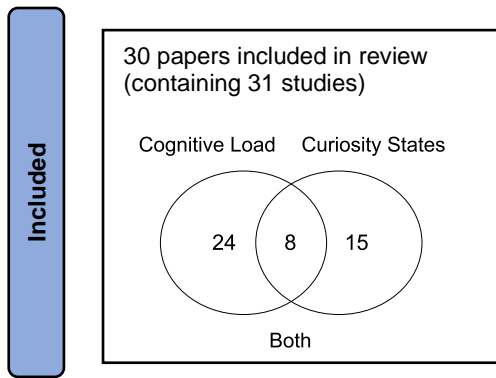 Included
30 papers included in review
(containing 31 studies)
Cognitive Load Curiosity States
24 8 15
Both